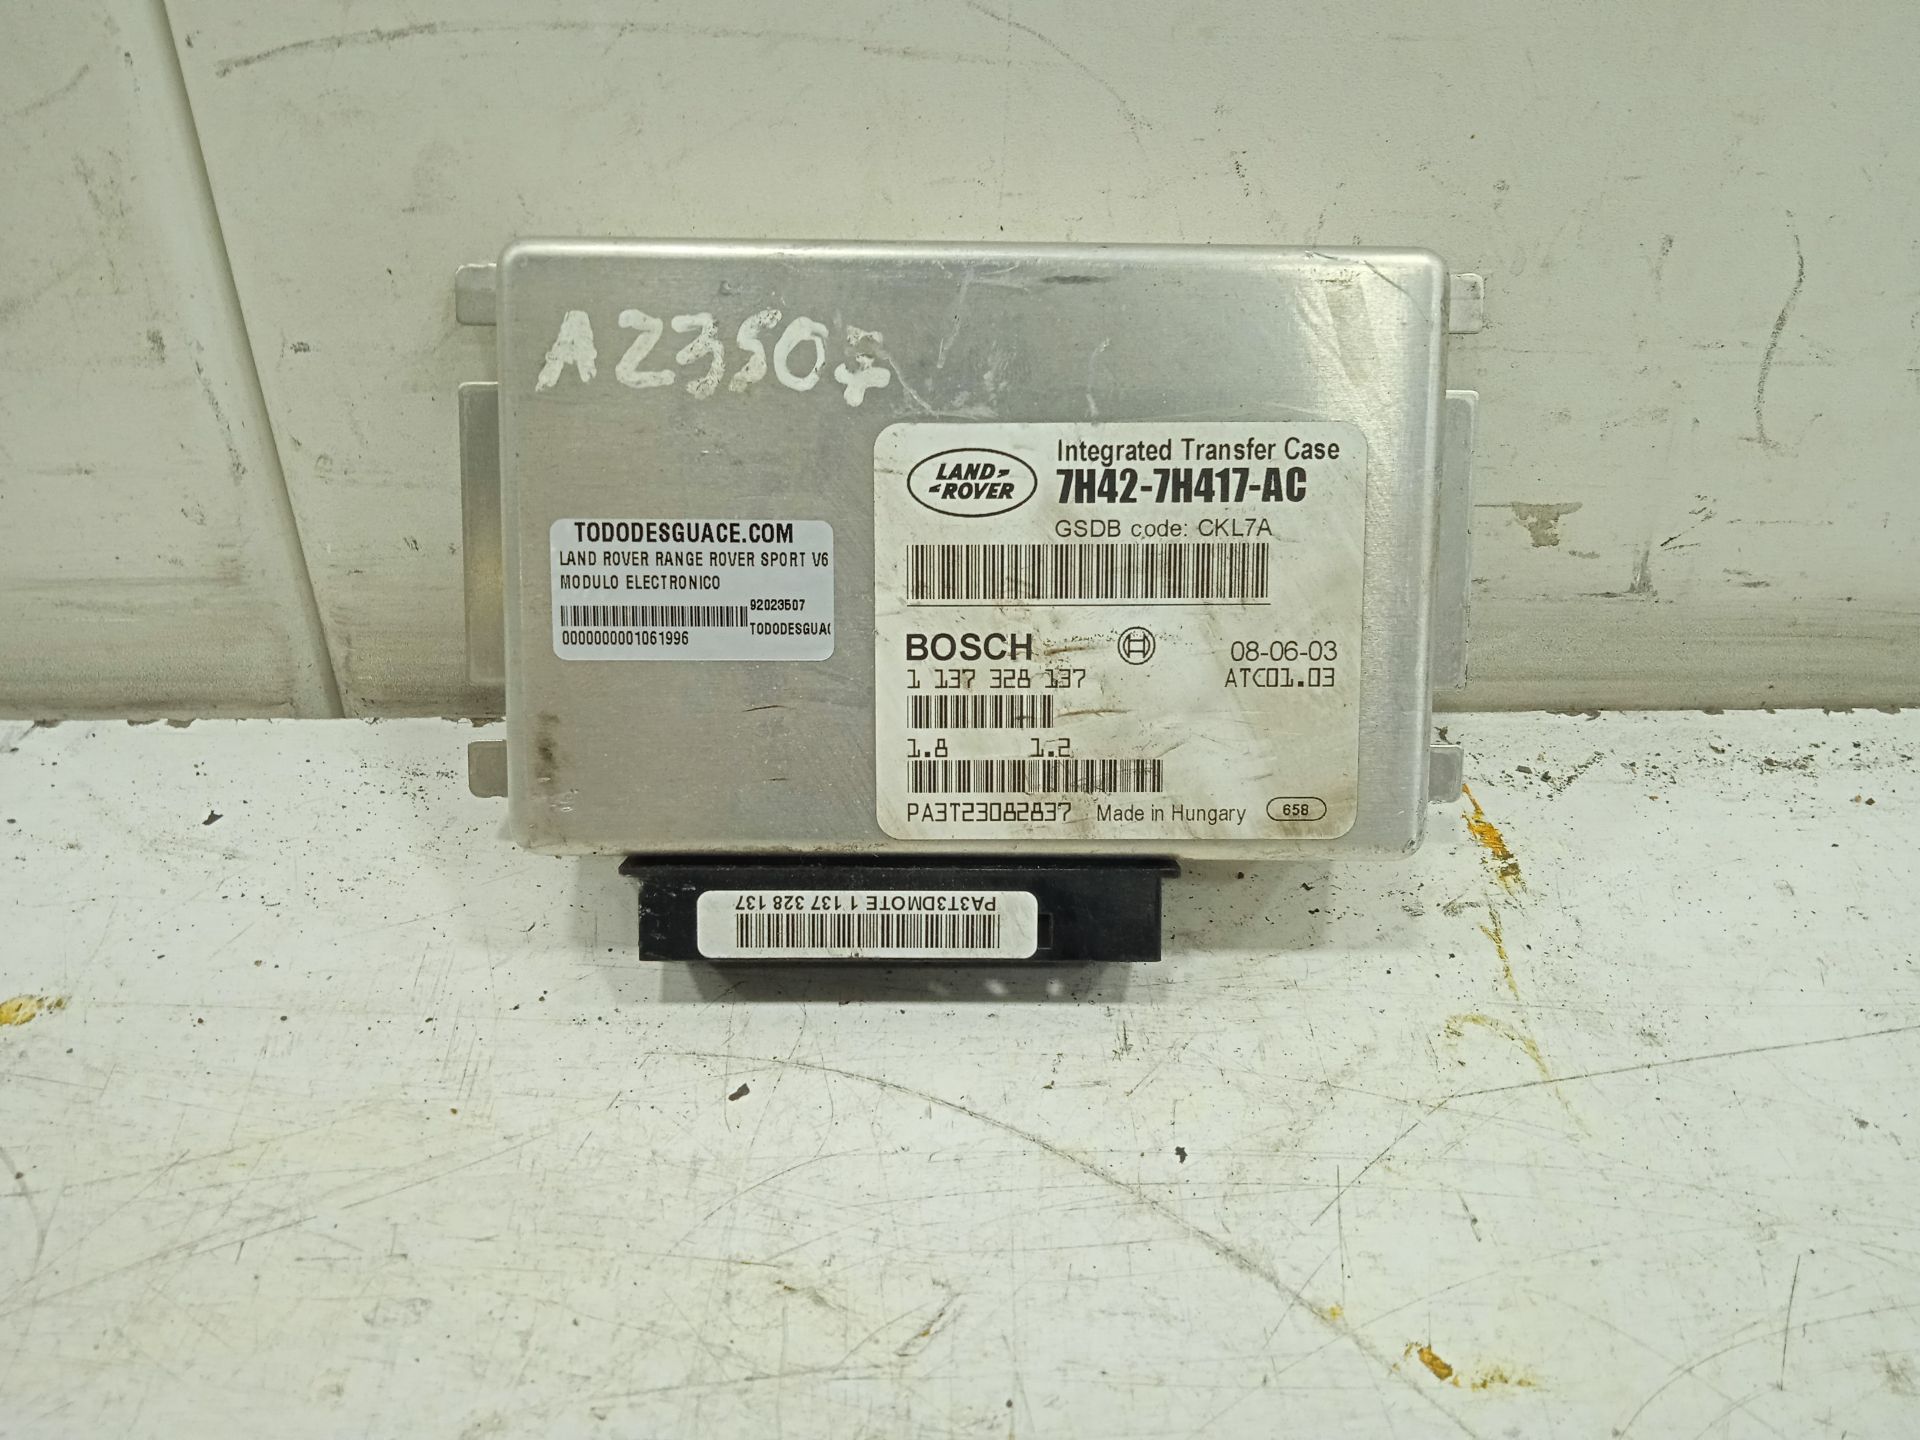 A23507
TODODESGUACE.COM
LAND ROVER RANGE ROVER SPORT V6
MODULO ELECTRONICO
92023507
0000000001061996
TODODESGUAC
LAND
ROVER
Integrated Transfer Case
7H42-7H417-AC
GSDB code: CKL7A
BOSCH
08-06-03
1 137 328 137
ATC01.03
1.8 1.2
PA3T23082837 Made in Hungary 658
PA3T3DMOTE 1 137 328 137